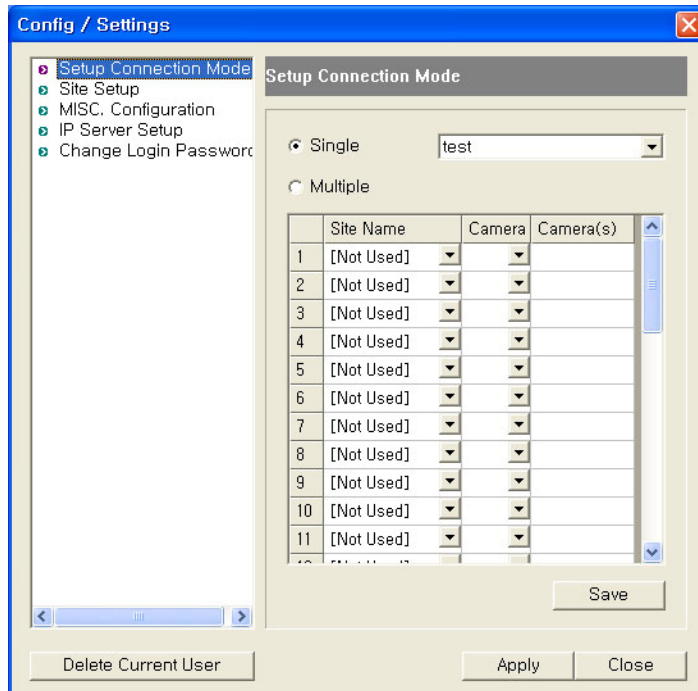 Config / Settings
Setup Connection Mode
Site Setup
MISC. Configuration
IP Server Setup
Change Login Password
Setup Connection Mode
Single test
Multiple
Site Name Camera Camera(s)
1 [Not Used]
2 [Not Used]
3 [Not Used]
4 [Not Used]
5 [Not Used]
6 [Not Used]
7 [Not Used]
8 [Not Used]
9 [Not Used]
10 [Not Used]
11 [Not Used]
Save
Delete Current User Apply Close